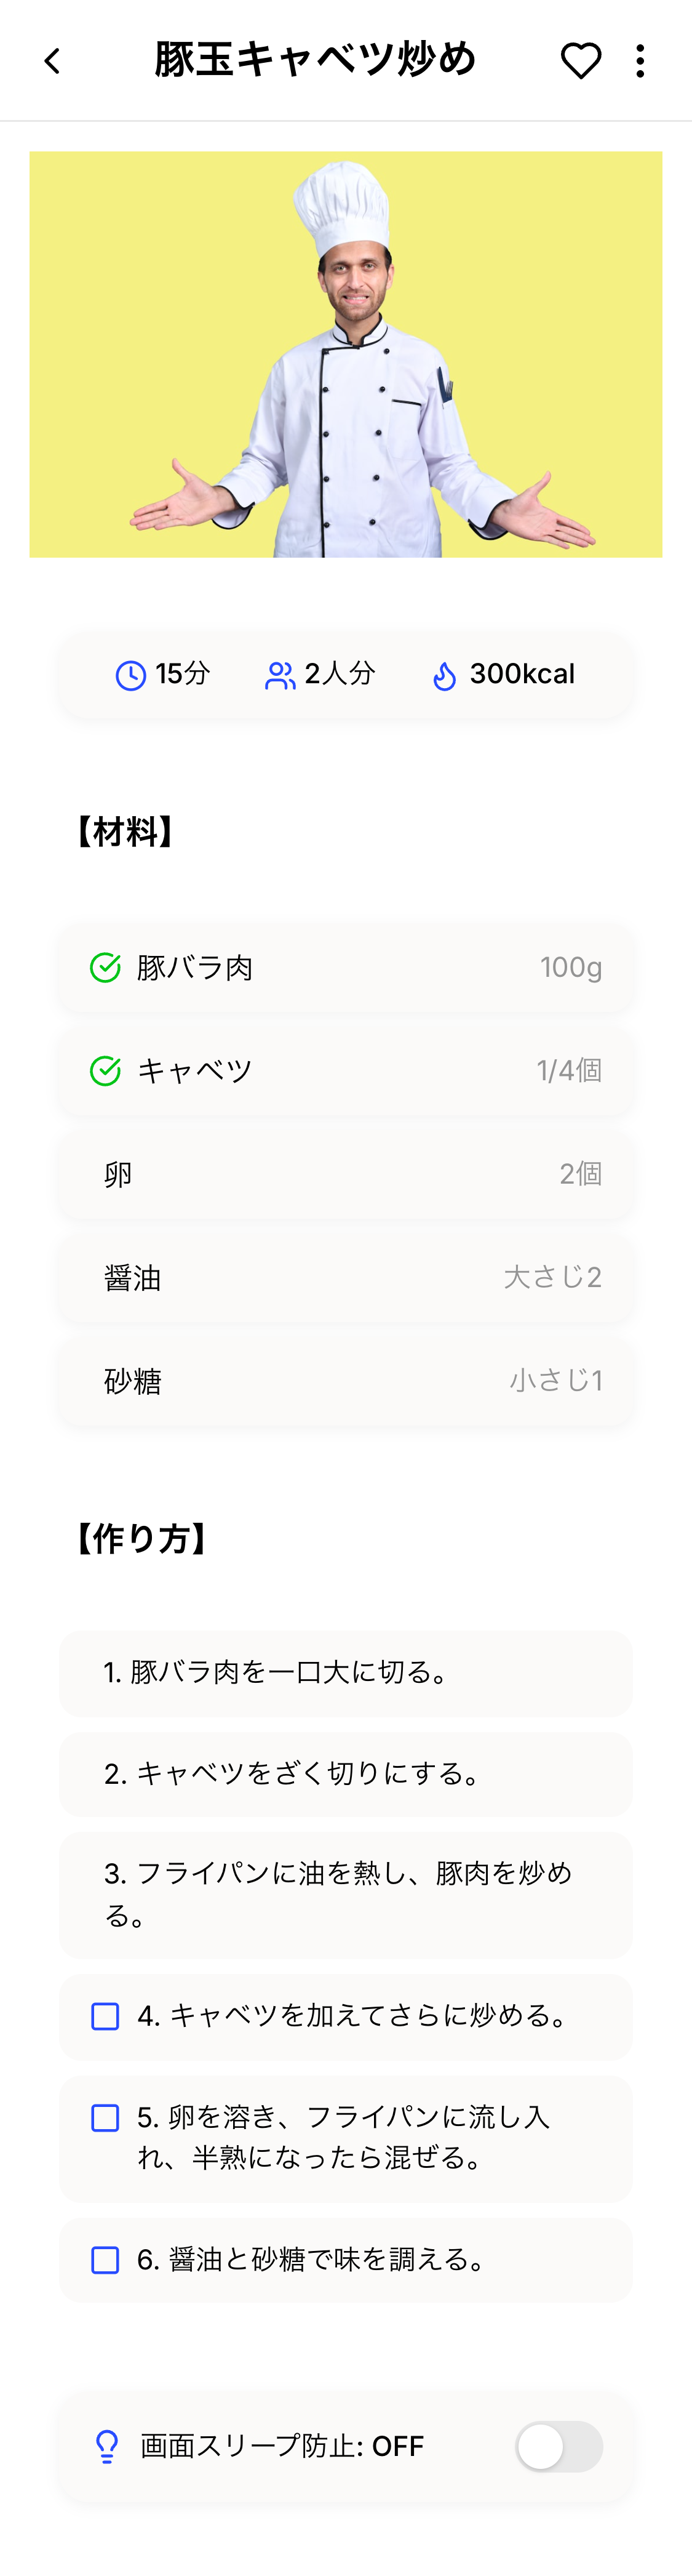 豚玉キャベツ炒め
15分 2人分 300kcal
【材料】
豚バラ肉 100g
キャベツ 1/4個
卵 2個
醤油 大さじ2
砂糖 小さじ1
【作り方】
1. 豚バラ肉を一口大に切る。
2. キャベツをざく切りにする。
3. フライパンに油を熱し、豚肉を炒め
る。
4. キャベツを加えてさらに炒める。
5. 卵を溶き、フライパンに流し入
れ、半熟になったら混ぜる。
6. 醤油と砂糖で味を調える。
画面スリープ防止: OFF